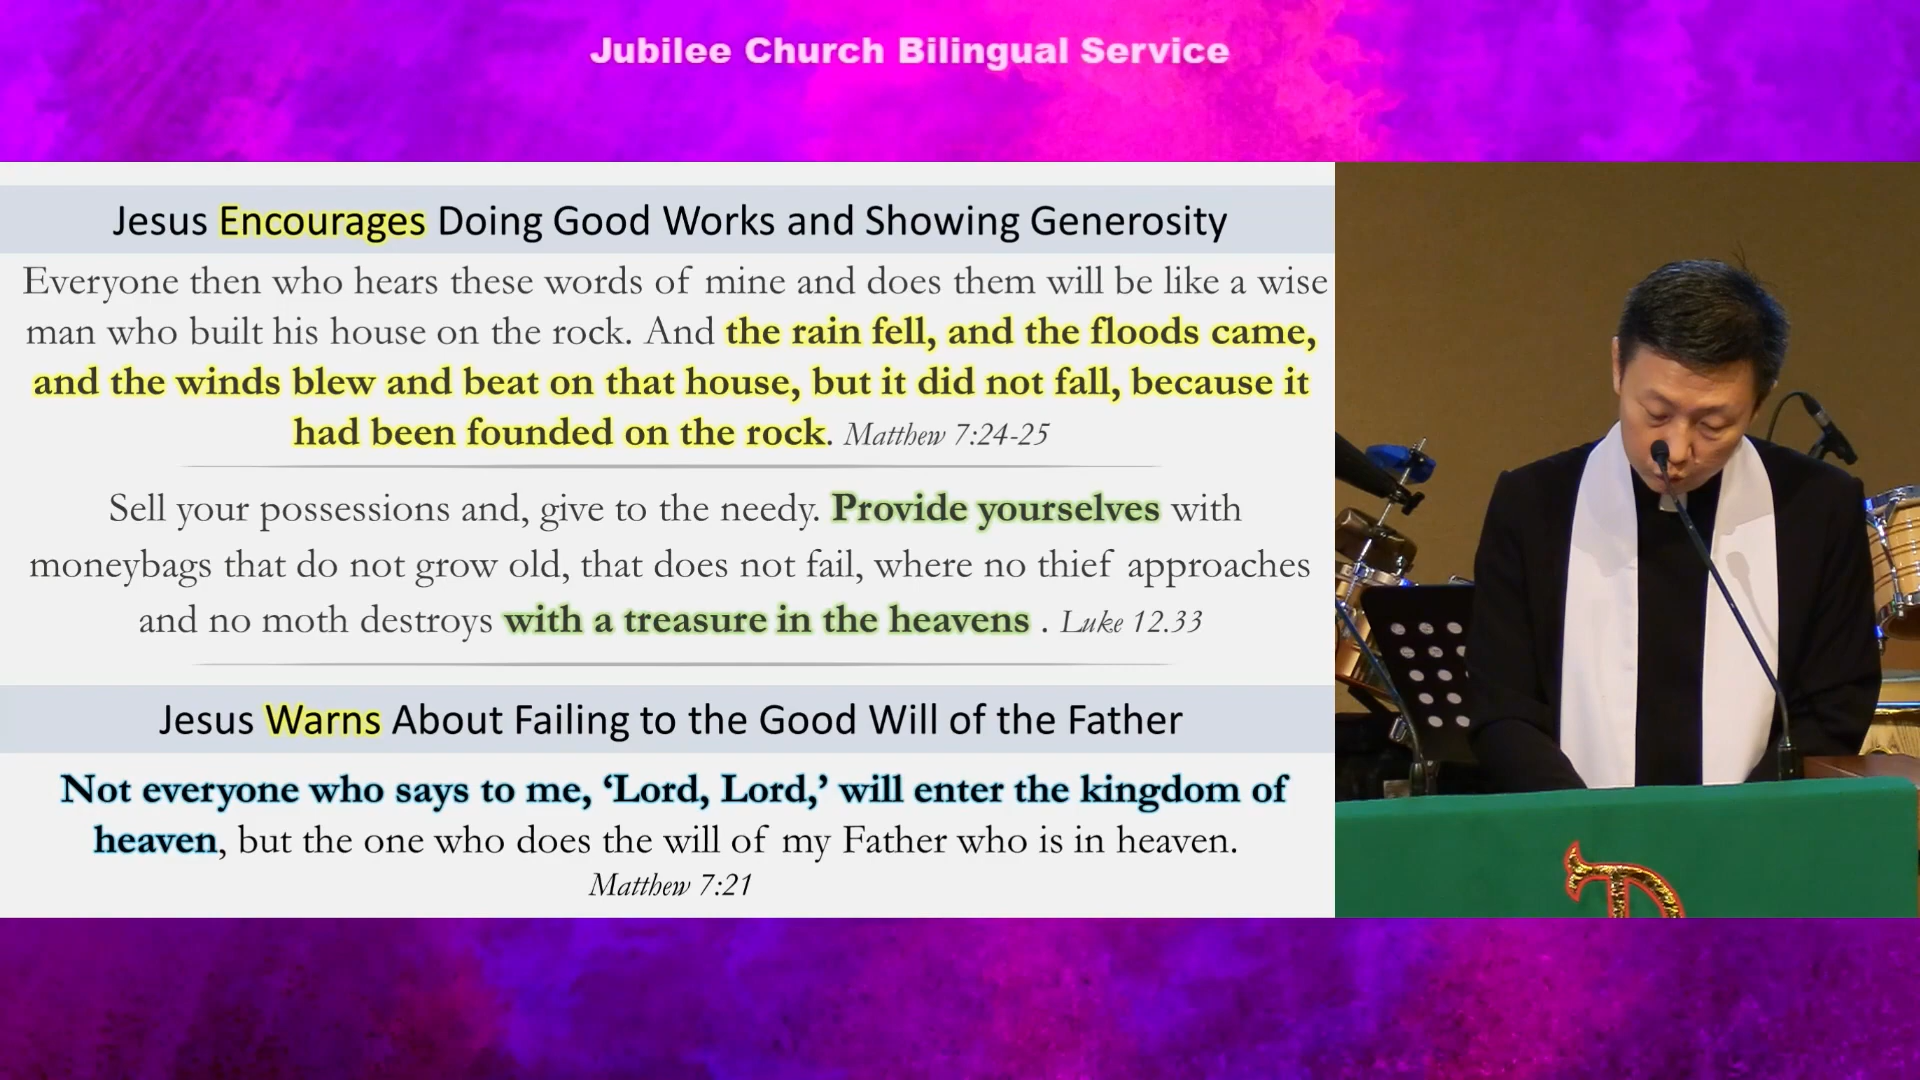 Jubilee Church Bilingual Service
Jesus Encourages Doing Good Works and Showing Generosity
Everyone then who hears these words of mine and does them will be like a wise
man who built his house on the rock. And the rain fell, and the floods came,
and the winds blew and beat on that house, but it did not fall, because it
had been founded on the rock. Matthew 7:24-25
Sell your possessions and, give to the needy. Provide yourselves with
moneybags that do not grow old, that does not fail, where no thief approaches
and no moth destroys with a treasure in the heavens . Luke 12.33
Jesus Warns About Failing to the Good Will of the Father
Not everyone who says to me, ‘Lord, Lord,’ will enter the kingdom of
heaven, but the one who does the will of my Father who is in heaven.
Matthew 7:21